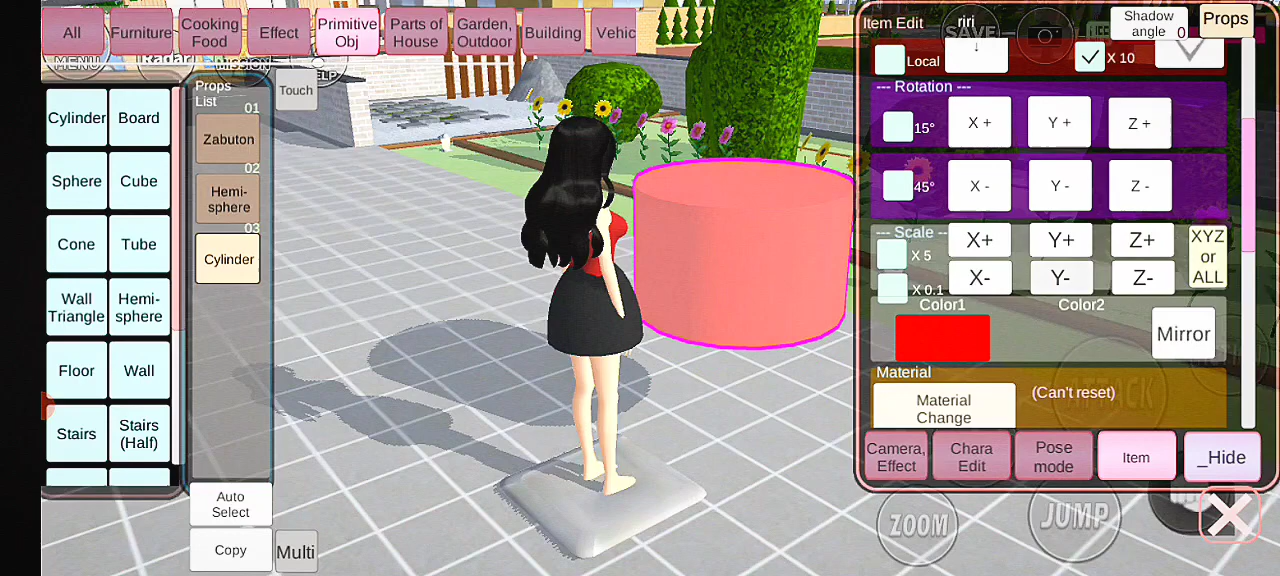 All
Furniture
Cooking
Food
Effect
Primitive
Obj
Parts of
House
Garden,
Outdoor
Building
Vehic
MENU
Radar
MISSION
Cylinder
Board
Sphere
Cube
Cone
Tube
Wall
Triangle
Hemi-
sphere
Floor
Wall
Stairs
Stairs
(Half)
Props
List
01
Zabuton
02
Hemi-
sphere
03
Cylinder
Auto
Select
Copy
Multi
Touch
Item Edit
riri
SAVE
Shadow
angle 0
Props
Local
↓
X 10
--- Rotation ---
15°
X +
Y +
Z +
45°
X -
Y -
Z -
--- Scale --
X 5
X+
Y+
Z+
XYZ
or
ALL
X 0.1
X-
Y-
Z-
Color1
Color2
Mirror
Material
Material
Change
(Can't reset)
Camera,
Effect
Chara
Edit
Pose
mode
Item
_Hide
ZOOM
JUMP